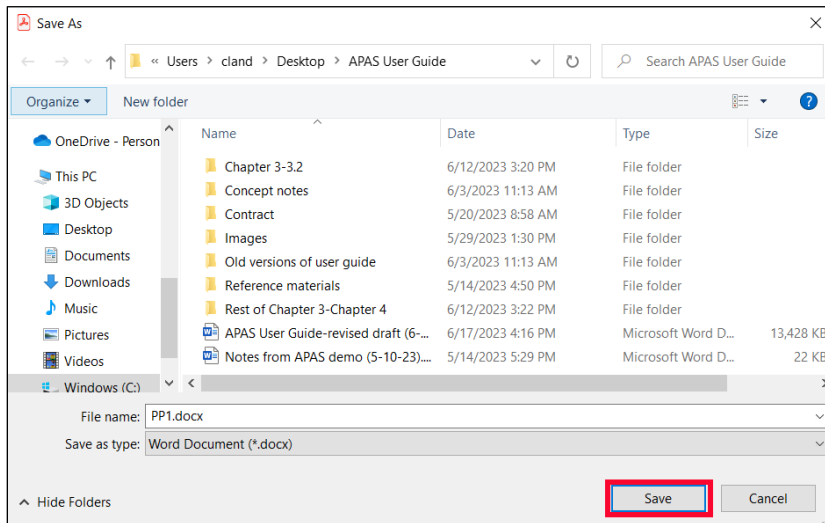 Save As
« Users > cland > Desktop > APAS User Guide
Search APAS User Guide
Organize
New folder
?
Name Date Type Size
OneDrive - Person
This PC
3D Objects
Desktop
Documents
Downloads
Music
Pictures
Videos
Windows (C:)
Chapter 3-3.2 6/12/2023 3:20 PM File folder
Concept notes 6/3/2023 11:13 AM File folder
Contract 5/20/2023 8:58 AM File folder
Images 5/29/2023 1:30 PM File folder
Old versions of user guide 6/3/2023 11:13 AM File folder
Reference materials 5/14/2023 4:50 PM File folder
Rest of Chapter 3-Chapter 4 6/12/2023 3:22 PM File folder
APAS User Guide-revised draft (6-... 6/17/2023 4:16 PM Microsoft Word D... 13,428 KB
Notes from APAS demo (5-10-23).... 5/14/2023 5:29 PM Microsoft Word D... 22 KB
File name: PP1.docx
Save as type: Word Document (*.docx)
Hide Folders
Save
Cancel